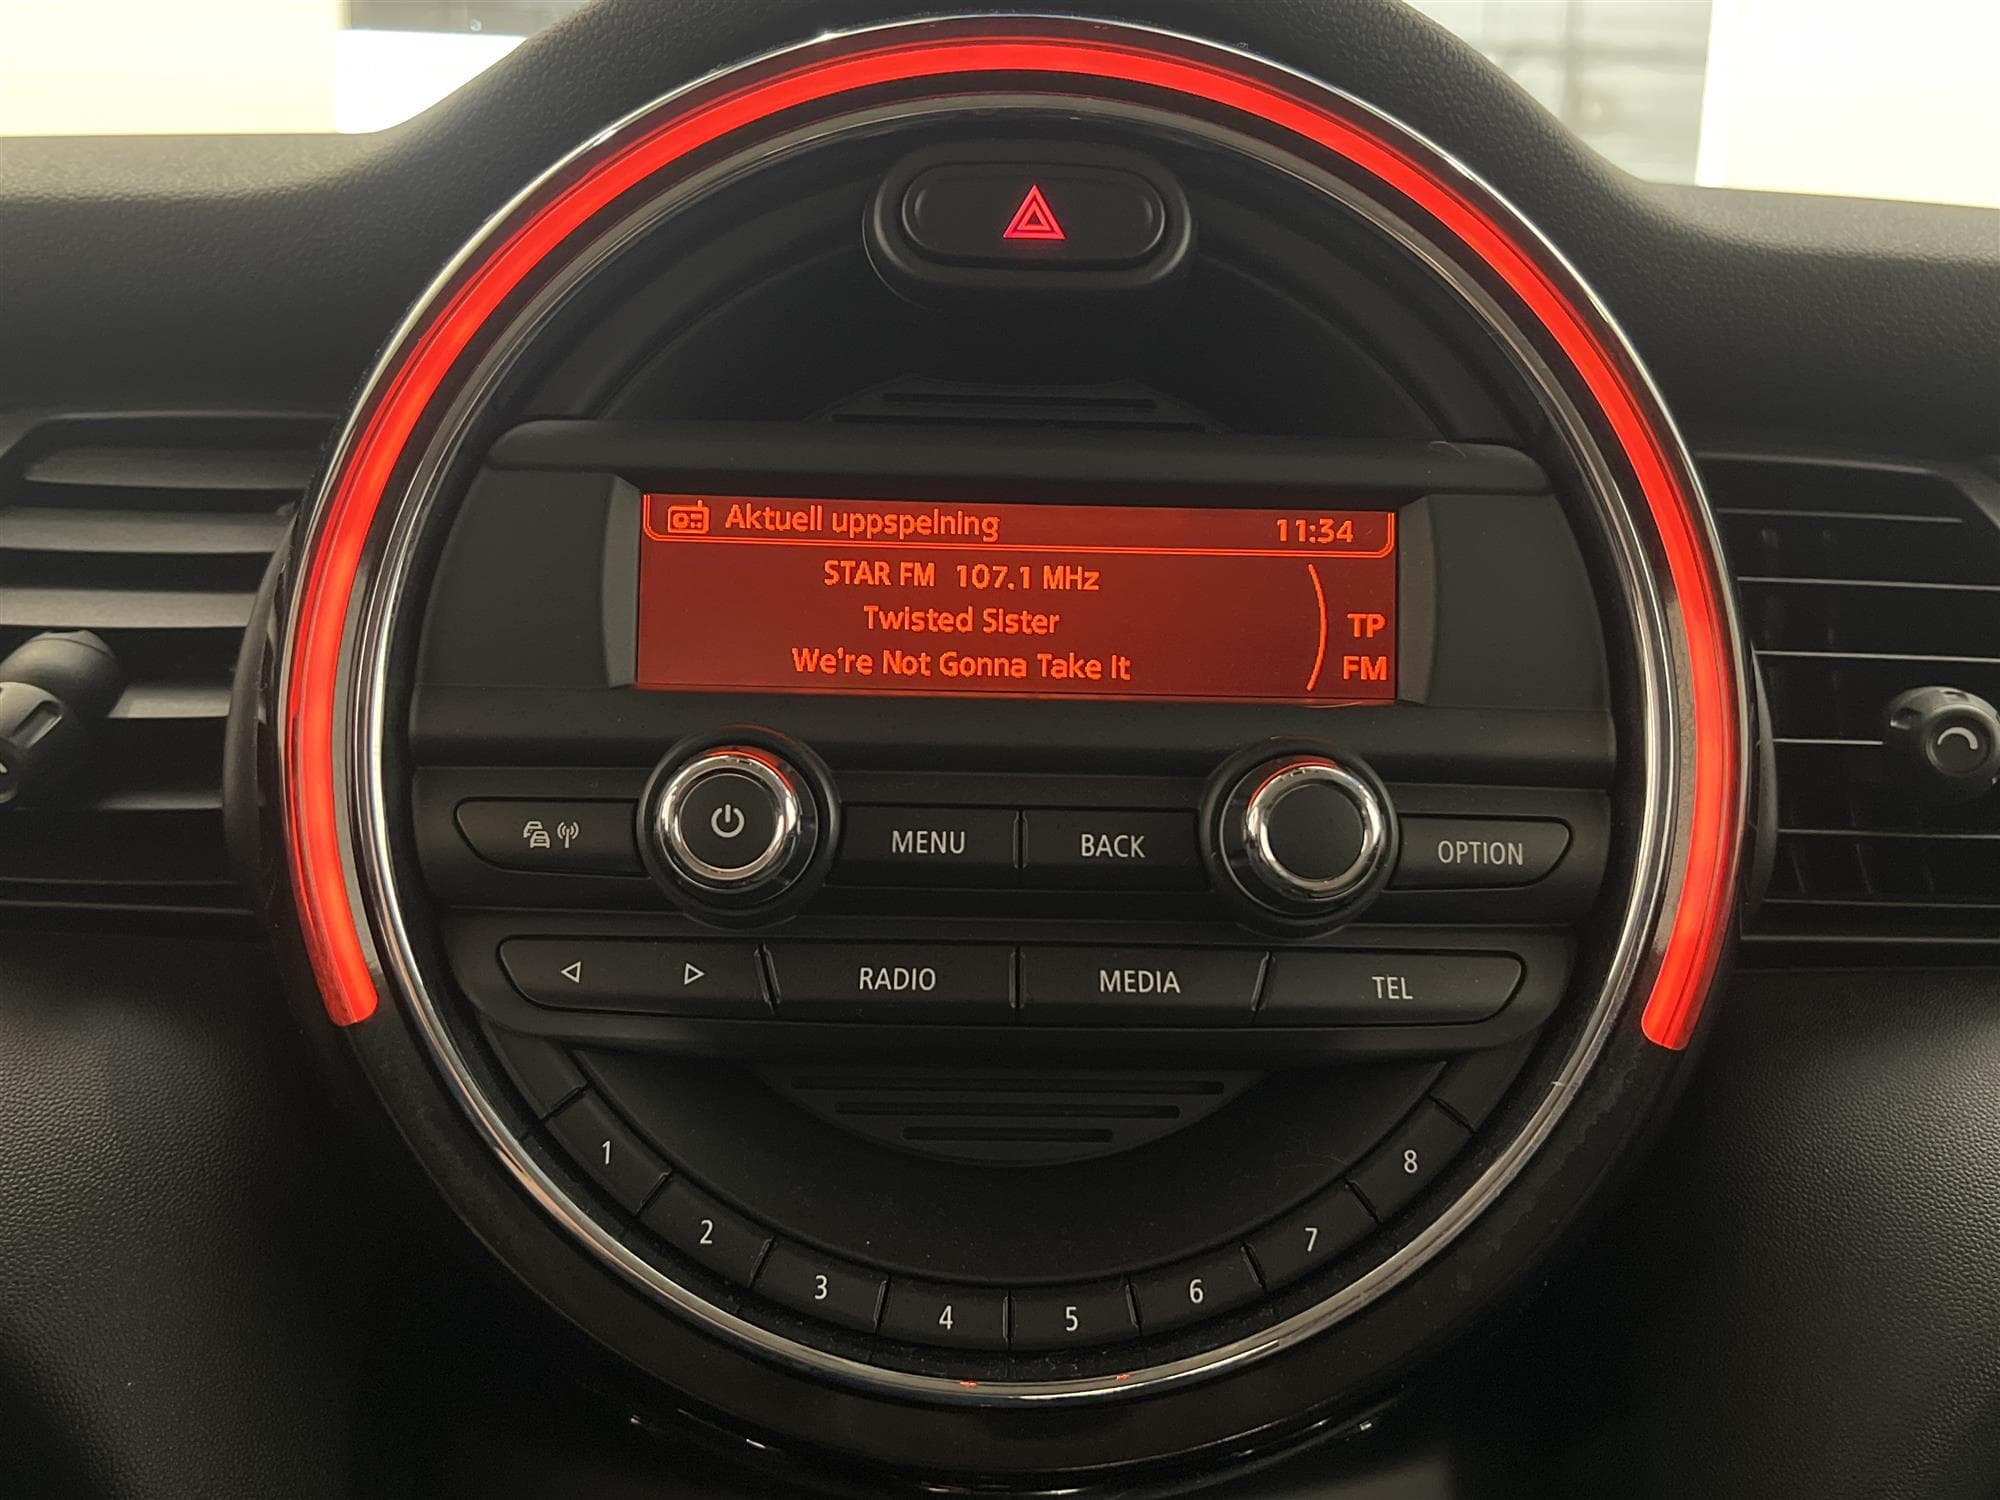 Aktuell uppspelning 11:34
STAR FM 107.1 MHz
Twisted Sister TP
We're Not Gonna Take It FM
MENU BACK OPTION
RADIO MEDIA TEL
1
2
3
4
5
6
7
8